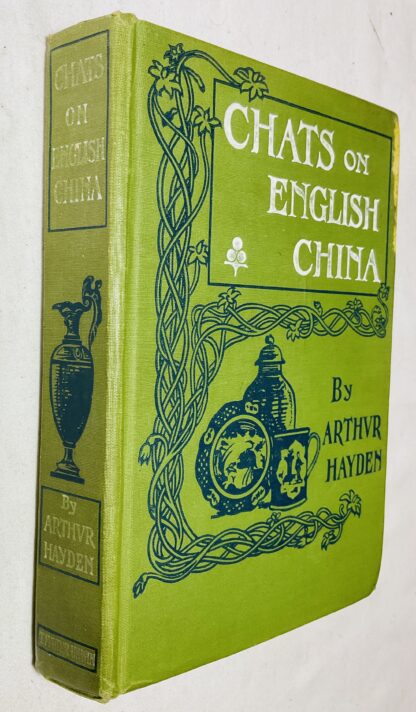 CHATS
ON
ENGLISH
CHINA
By
ARTHVR
HAYDEN
CHATS ON
ENGLISH
CHINA
By
ARTHVR
HAYDEN